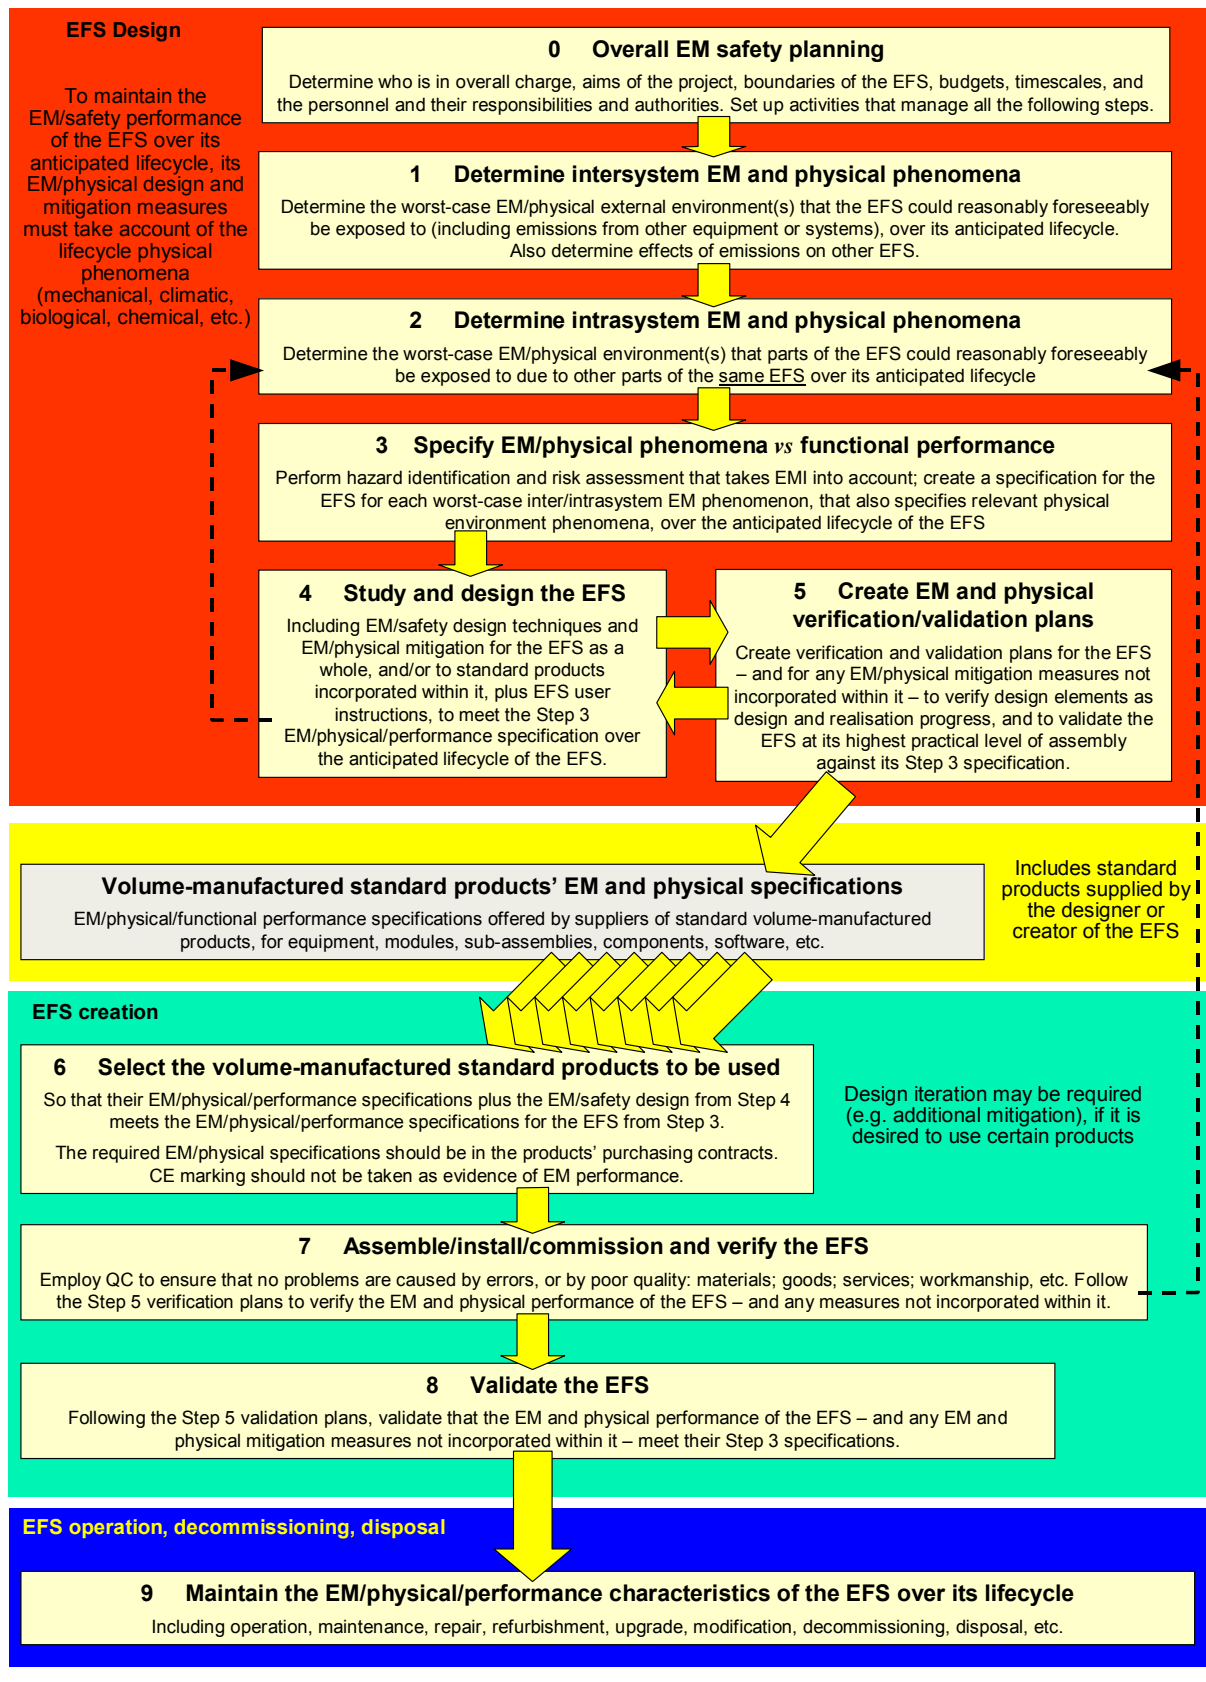 EFS Design
To maintain the
EM/safety performance
of the EFS over its
anticipated lifecycle, its
EM/physical design and
mitigation measures
must take account of the
lifecycle physical
phenomena
(mechanical, climatic,
biological, chemical, etc.)
0 Overall EM safety planning
Determine who is in overall charge, aims of the project, boundaries of the EFS, budgets, timescales, and
the personnel and their responsibilities and authorities. Set up activities that manage all the following steps.
1 Determine intersystem EM and physical phenomena
Determine the worst-case EM/physical external environment(s) that the EFS could reasonably foreseeably
be exposed to (including emissions from other equipment or systems), over its anticipated lifecycle.
Also determine effects of emissions on other EFS.
2 Determine intrasystem EM and physical phenomena
Determine the worst-case EM/physical environment(s) that parts of the EFS could reasonably foreseeably
be exposed to due to other parts of the same EFS over its anticipated lifecycle
3 Specify EM/physical phenomena vs functional performance
Perform hazard identification and risk assessment that takes EMI into account; create a specification for the
EFS for each worst-case inter/intrasystem EM phenomenon, that also specifies relevant physical
environment phenomena, over the anticipated lifecycle of the EFS
4 Study and design the EFS
Including EM/safety design techniques and
EM/physical mitigation for the EFS as a
whole, and/or to standard products
incorporated within it, plus EFS user
instructions, to meet the Step 3
EM/physical/performance specification over
the anticipated lifecycle of the EFS.
5 Create EM and physical
verification/validation plans
Create verification and validation plans for the EFS
– and for any EM/physical mitigation measures not
incorporated within it – to verify design elements as
design and realisation progress, and to validate the
EFS at its highest practical level of assembly
against its Step 3 specification.
Volume-manufactured standard products’ EM and physical specifications
EM/physical/functional performance specifications offered by suppliers of standard volume-manufactured
products, for equipment, modules, sub-assemblies, components, software, etc.
Includes standard
products supplied by
the designer or
creator of the EFS
EFS creation
6 Select the volume-manufactured standard products to be used
So that their EM/physical/performance specifications plus the EM/safety design from Step 4
meets the EM/physical/performance specifications for the EFS from Step 3.
The required EM/physical specifications should be in the products’ purchasing contracts.
CE marking should not be taken as evidence of EM performance.
Design iteration may be required
(e.g. additional mitigation), if it is
desired to use certain products
7 Assemble/install/commission and verify the EFS
Employ QC to ensure that no problems are caused by errors, or by poor quality: materials; goods; services; workmanship, etc. Follow
the Step 5 verification plans to verify the EM and physical performance of the EFS – and any measures not incorporated within it.
8 Validate the EFS
Following the Step 5 validation plans, validate that the EM and physical performance of the EFS – and any EM and
physical mitigation measures not incorporated within it – meet their Step 3 specifications.
EFS operation, decommissioning, disposal
9 Maintain the EM/physical/performance characteristics of the EFS over its lifecycle
Including operation, maintenance, repair, refurbishment, upgrade, modification, decommissioning, disposal, etc.